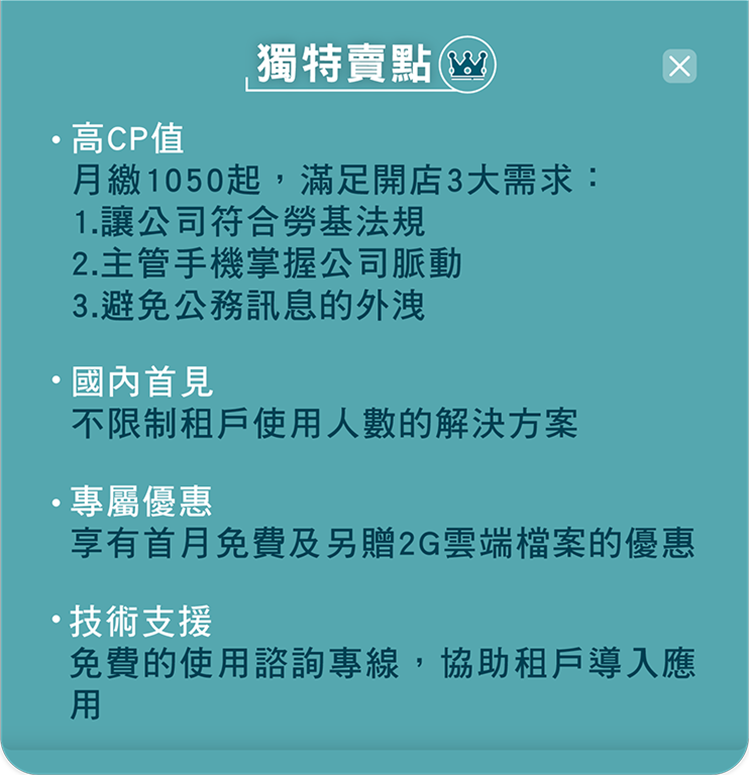 獨特賣點
・高CP值
月繳1050起，滿足開店3大需求：
1.讓公司符合勞基法規
2.主管手機掌握公司脈動
3.避免公務訊息的外洩
・國內首見
不限制租戶使用人數的解決方案
・專屬優惠
享有首月免費及另贈2G雲端檔案的優惠
・技術支援
免費的使用諮詢專線，協助租戶導入應
用